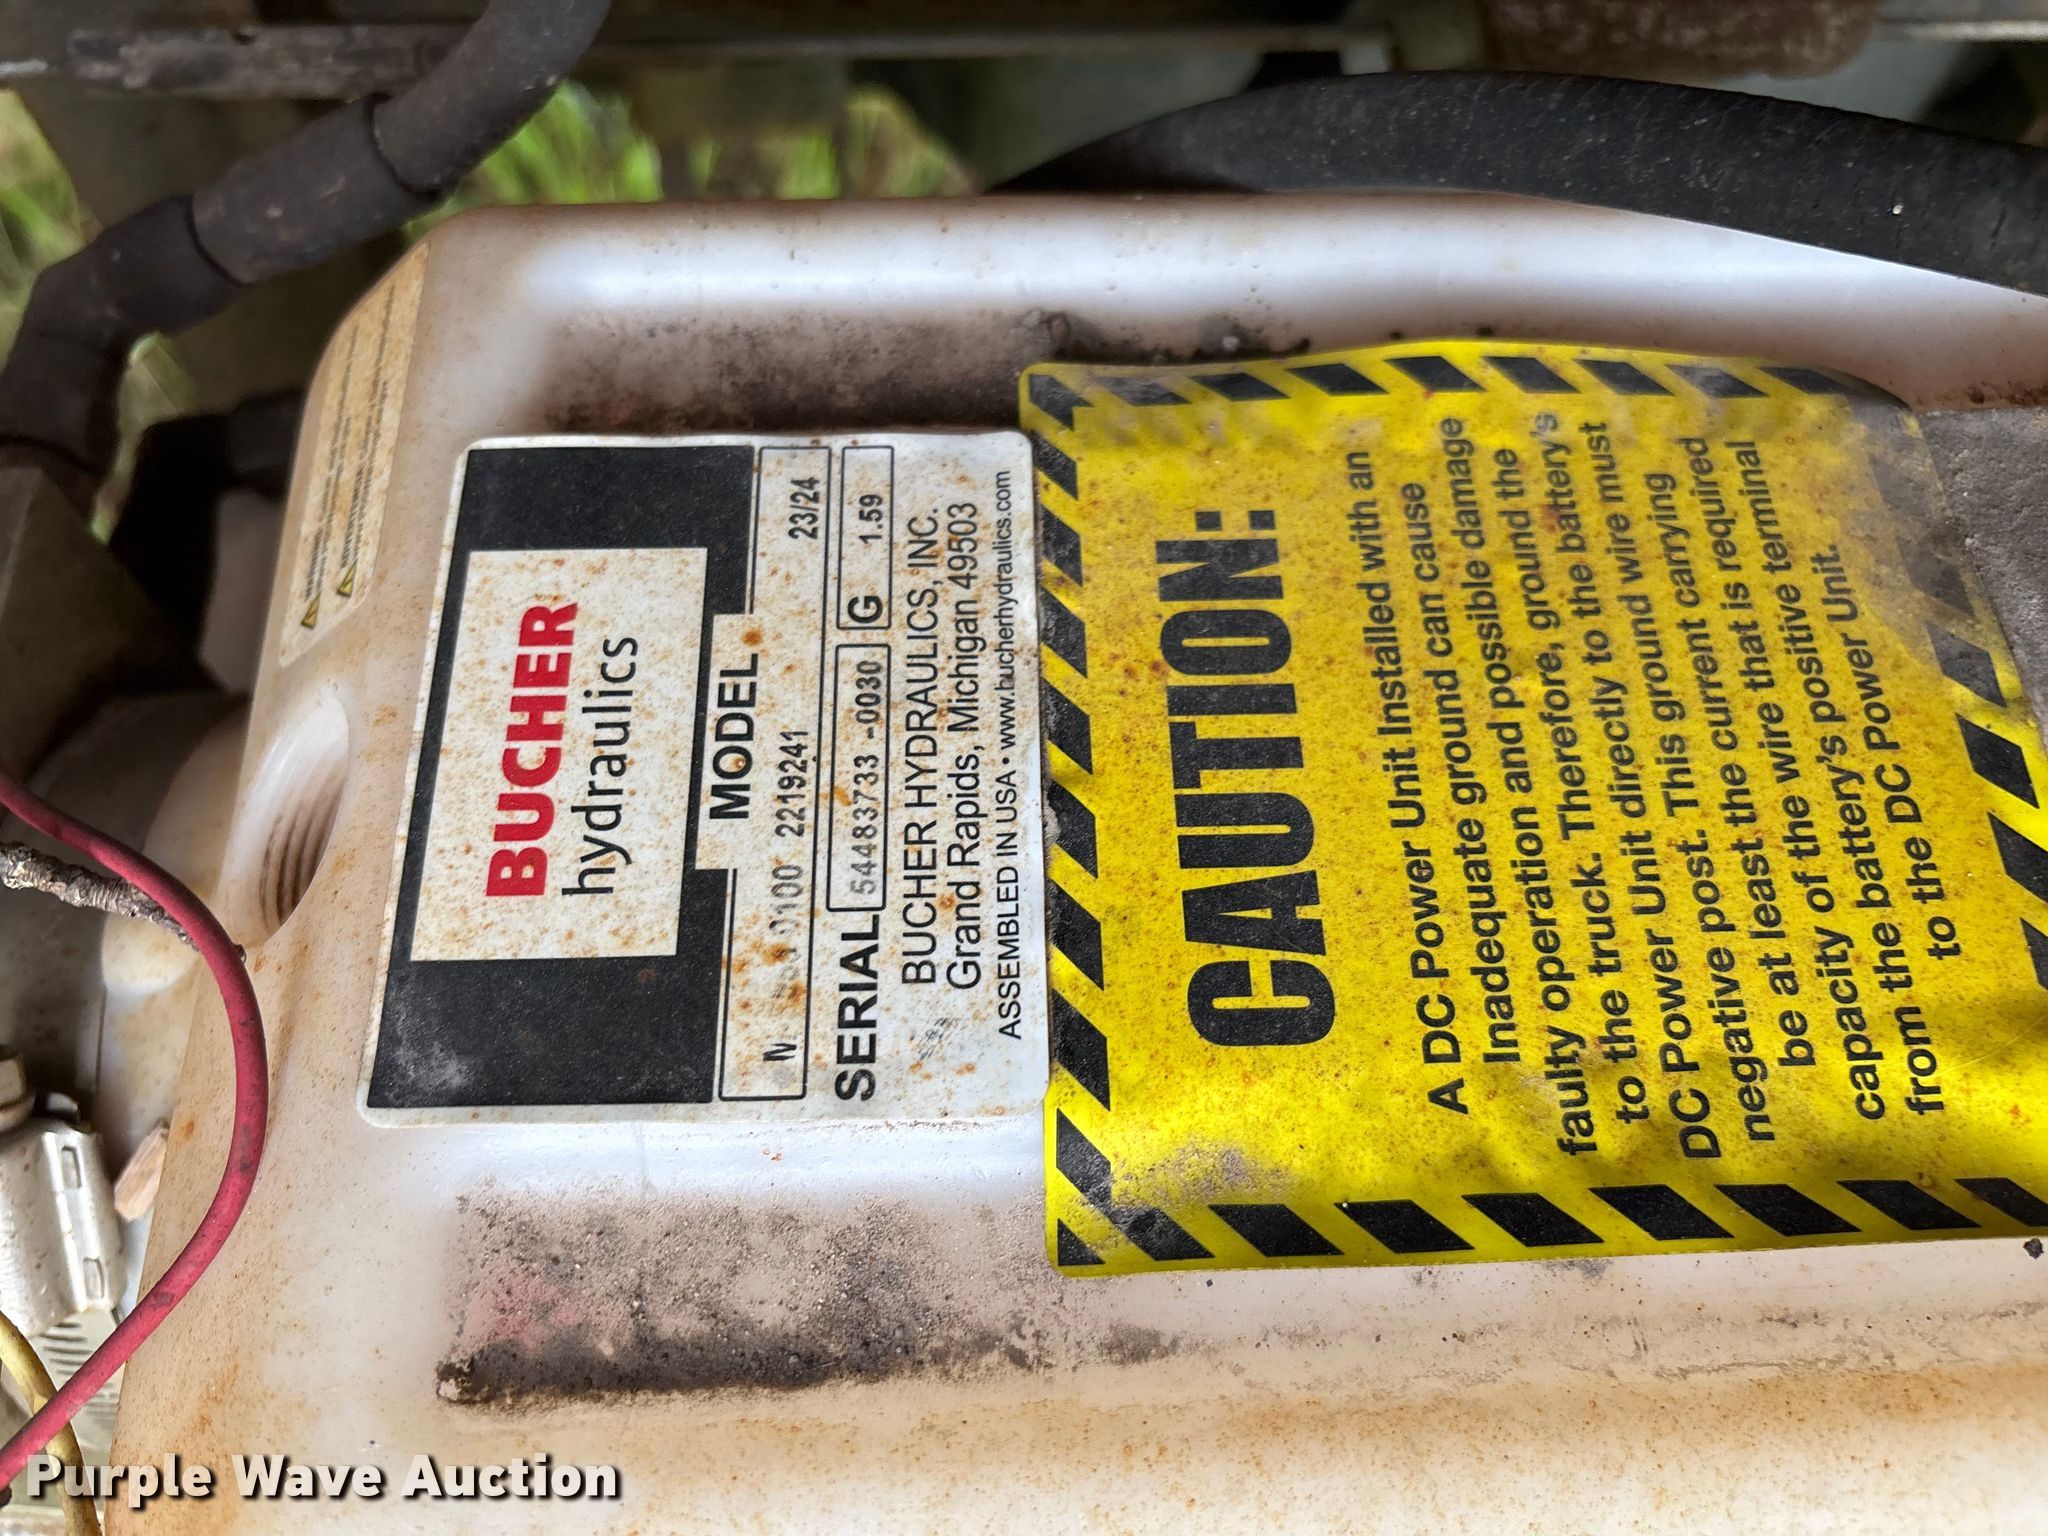 BUCHER
hydraulics
MODEL
2219241 23/24
SERIAL 54483733 -0030 G 1.59
BUCHER HYDRAULICS, INC.
Grand Rapids, Michigan 49503
ASSEMBLED IN USA • www.bucherhydraulics.com
CAUTION:
A DC Power Unit Installed with an
Inadequate ground can cause
faulty operation and possible damage
to the truck. Therefore, ground the
DC Power Unit directly to the battery's
negative post. This ground wire must
be at least the current carrying
capacity of the wire that is required
from the battery's positive terminal
to the DC Power Unit.
Purple Wave Auction